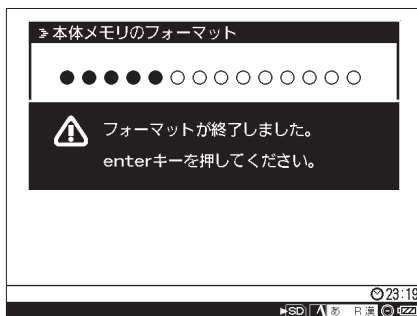 本体メモリのフォーマット
フォーマットが終了しました。
enterキーを押してください。
23:19
SD あ R漢